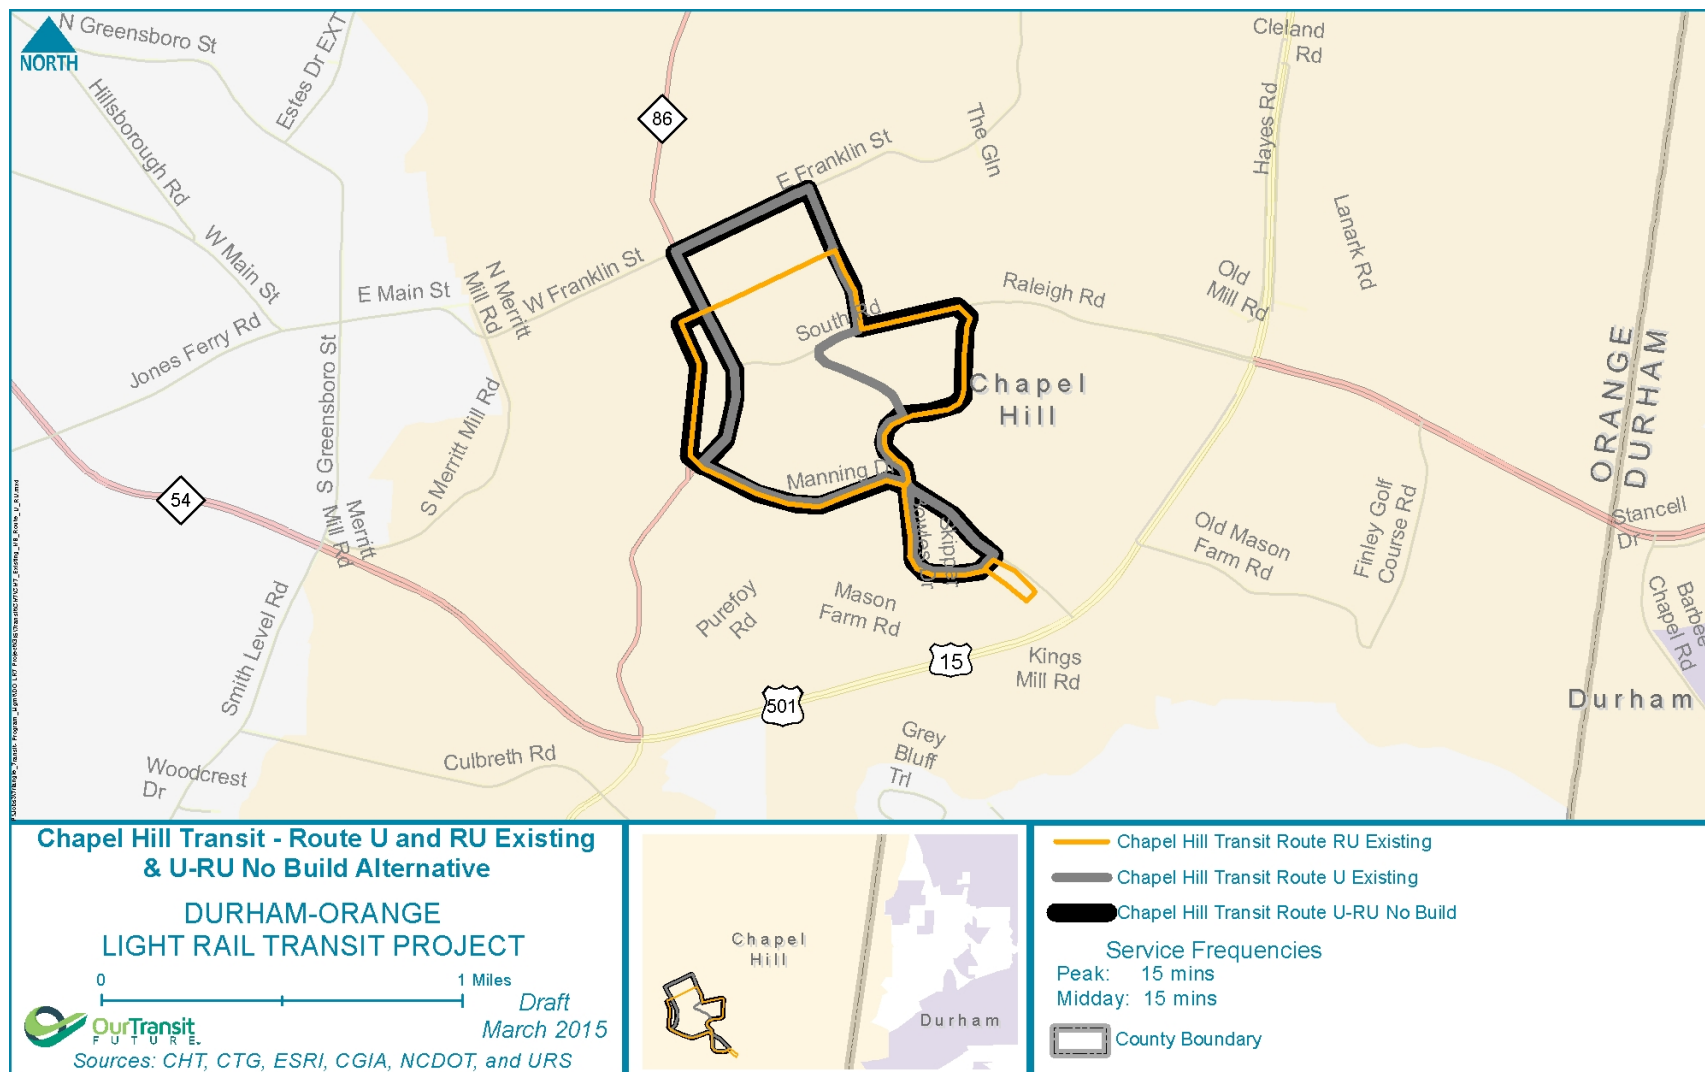 N Greensboro St
Estes Dr EXT
NORTH
Hillsborough Rd
86
Cleland
Rd
Hayes Rd
The Gln
E Franklin St
Lanark Rd
W Main St
E Main St
N Merritt
Mill Rd
W Franklin St
Old
Mill Rd
Raleigh Rd
South Rd
Jones Ferry Rd
S Greensboro St
S Merritt Mill Rd
Chapel
Hill
ORANGE
DURHAM
Manning Dr
54
Merritt
Mill Rd
Skipper
Old Mason
Farm Rd
Finley Golf
Course Rd
Stancell
Dr
Smith Level Rd
Purefoy
Rd
Mason
Farm Rd
15
501
Kings
Mill Rd
Barbee
Chapel Rd
Durham
Grey
Bluff
Trl
Culbreth Rd
Woodcrest
Dr
Chapel Hill Transit - Route U and RU Existing
& U-RU No Build Alternative
DURHAM-ORANGE
LIGHT RAIL TRANSIT PROJECT
0 1 Miles
Draft
March 2015
OurTransit
FUTURE
Sources: CHT, CTG, ESRI, CGIA, NCDOT, and URS
Chapel
Hill
Durham
Chapel Hill Transit Route RU Existing
Chapel Hill Transit Route U Existing
Chapel Hill Transit Route U-RU No Build
Service Frequencies
Peak: 15 mins
Midday: 15 mins
County Boundary